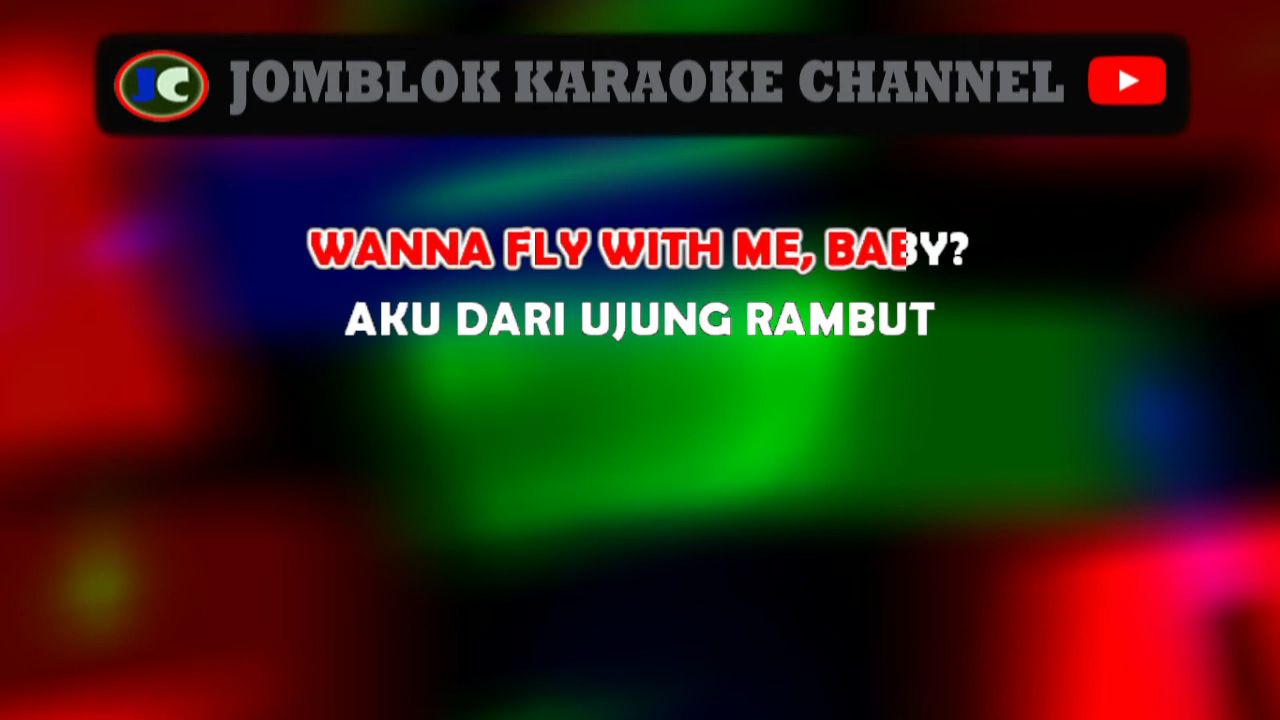 JC JOMBLOK KARAOKE CHANNEL
WANNA FLY WITH ME, BABY?
AKU DARI UJUNG RAMBUT